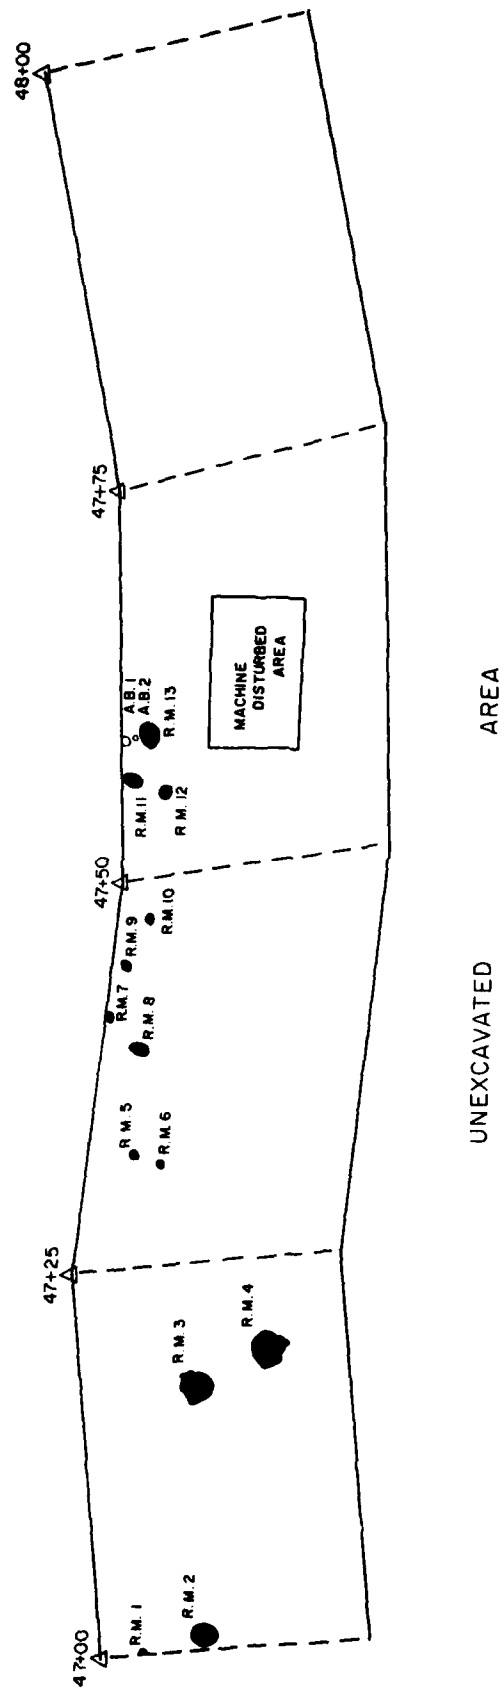 48+00
47+75
A.B.1
A.B.2
R.M.13
MACHINE
DISTURBED
AREA
R.M.11
R.M.12
47+50
R.M.10
R.M.9
R.M.7
R.M.8
R.M.5
R.M.6
47+25
R.M.4
R.M.3
R.M.2
R.M.1
47+00
UNEXCAVATED AREA